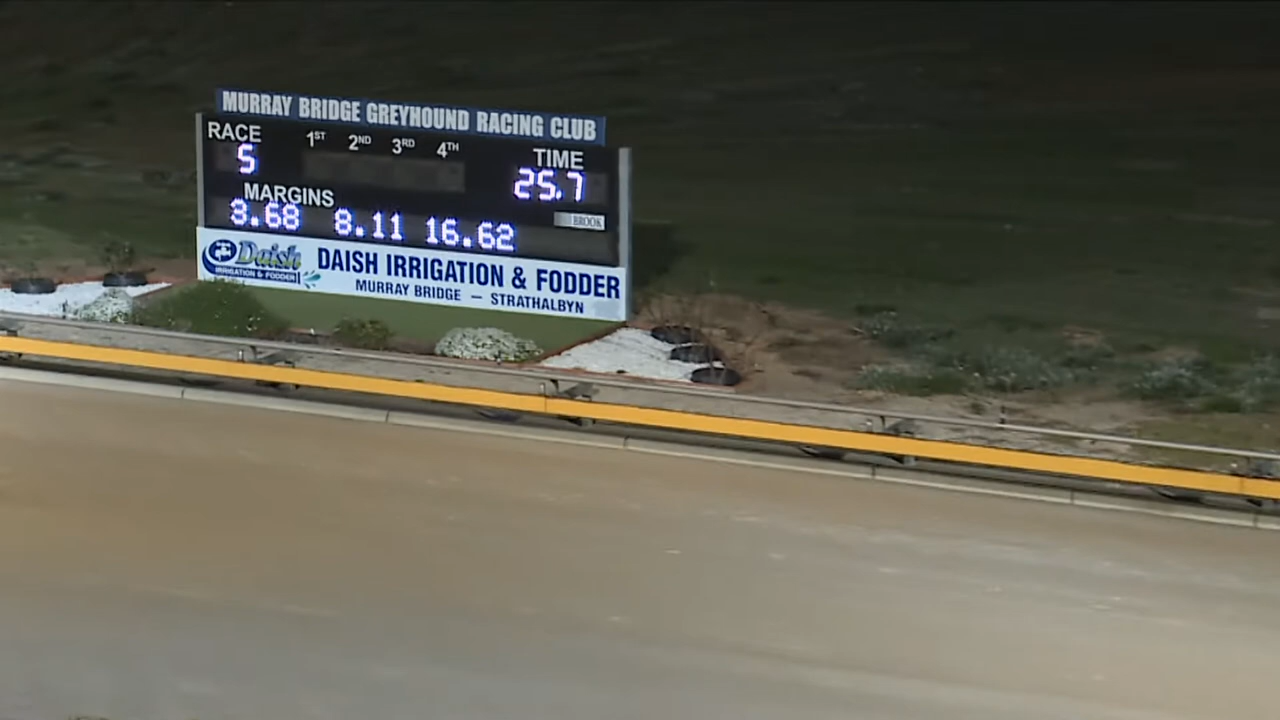 MURRAY BRIDGE GREYHOUND RACING CLUB
RACE 1ST 2ND 3RD 4TH TIME
5 25.7
MARGINS
3.68 8.11 16.62 BROOK
Daish
IRRIGATION & FODDER
DAISH IRRIGATION & FODDER
MURRAY BRIDGE — STRATHALBYN